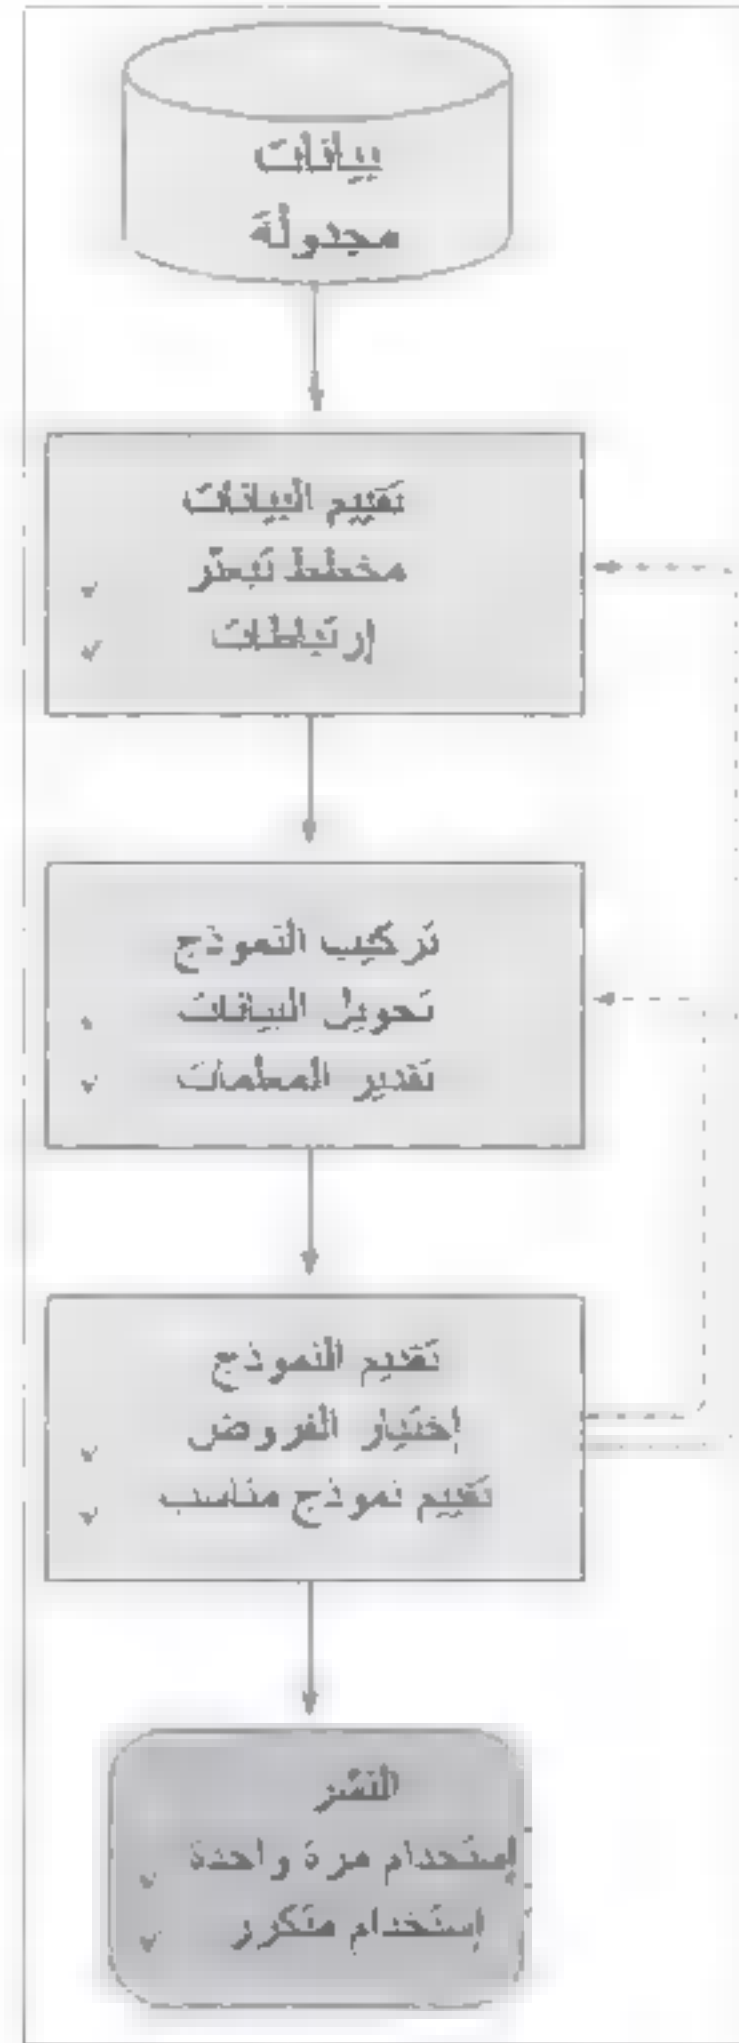 بيانات
مجدولة
تقييم البيانات
مخطط تبعثر
إرتباطات
تركيب النموذج
تحويل البيانات
تقدير المعلمات
تقييم النموذج
إختبار الفروض
تقييم نموذج مناسب
النشر
إستخدام مرة واحدة
إستخدام متكرر